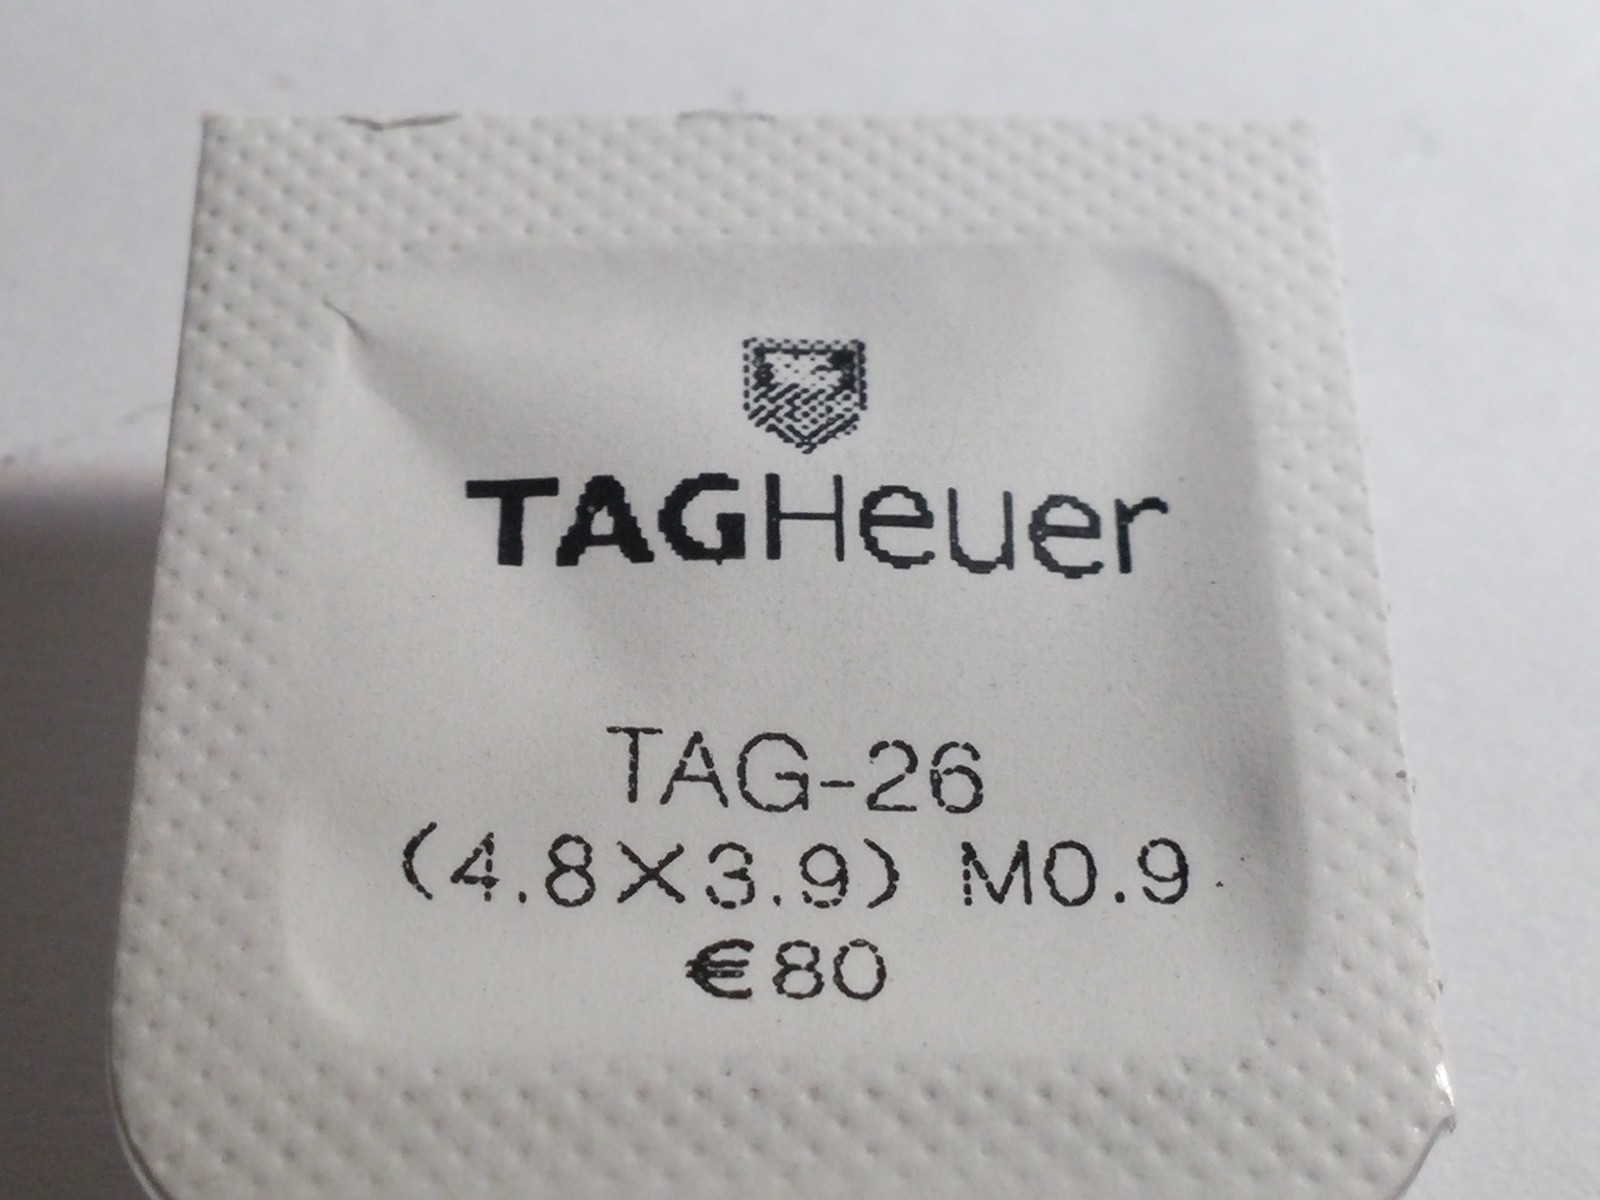 TAGHeuer
TAG-26
(4.8X3.9) M0.9
€80